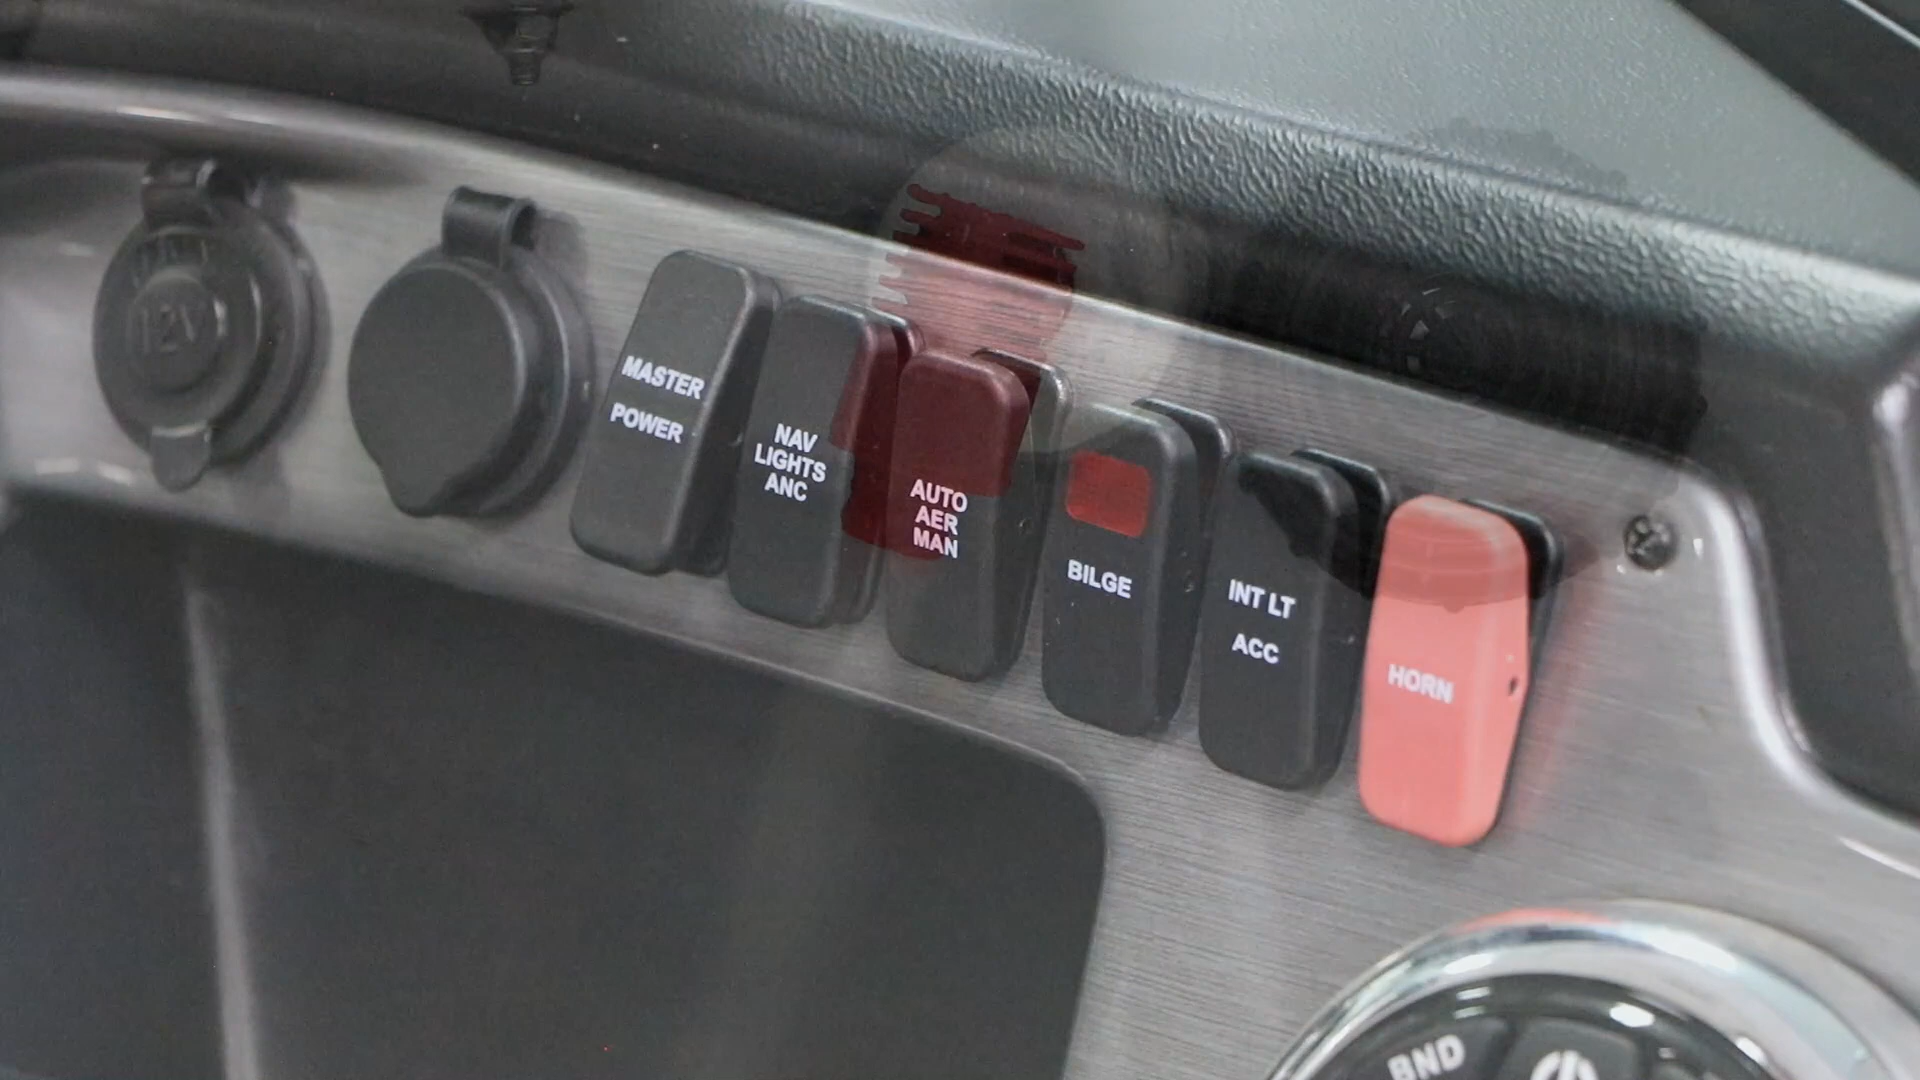 12V
MASTER
POWER
NAV
LIGHTS
ANC
AUTO
AER
MAN
BILGE
INT LT
ACC
HORN
BND